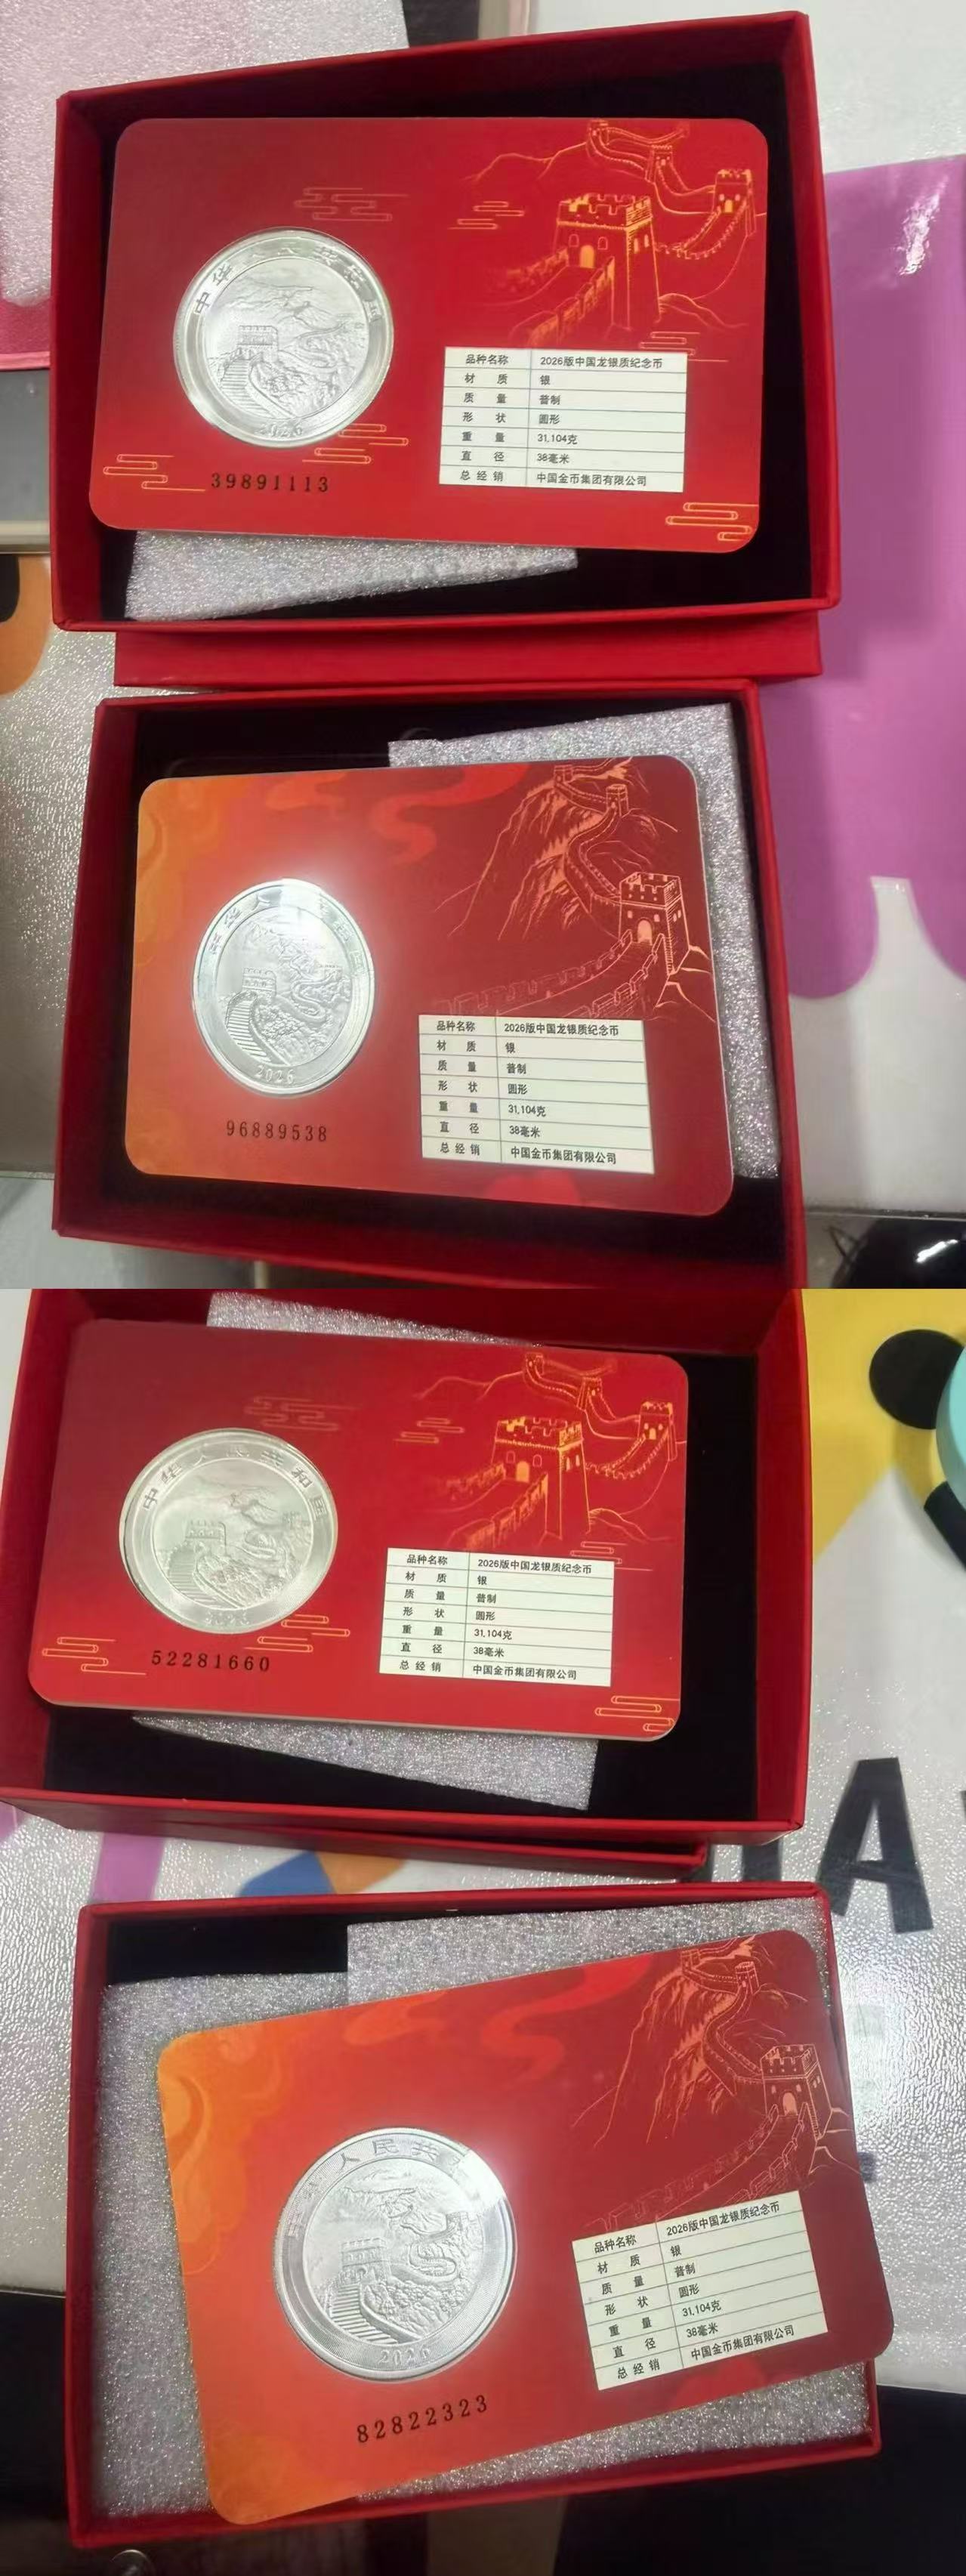 中华人民共和国
2026
39891113
品种名称 2026版中国龙银质纪念币
材 质 银
质 量 普制
形 状 圆形
重 量 31,104克
直 径 38毫米
总经销 中国金币集团有限公司
2026
96889538
品种名称 2026版中国龙银质纪念币
材 质 银
质 量 普制
形 状 圆形
重 量 31,104克
直 径 38毫米
总经销 中国金币集团有限公司
中华人民共和国
2026
52281660
品种名称 2026版中国龙银质纪念币
材 质 银
质 量 普制
形 状 圆形
重 量 31,104克
直 径 38毫米
总经销 中国金币集团有限公司
A
人民共
2026
82822323
品种名称 2026版中国龙银质纪念币
材 质 银
质 量 普制
形 状 圆形
重 量 31,104克
直 径 38毫米
总经销 中国金币集团有限公司